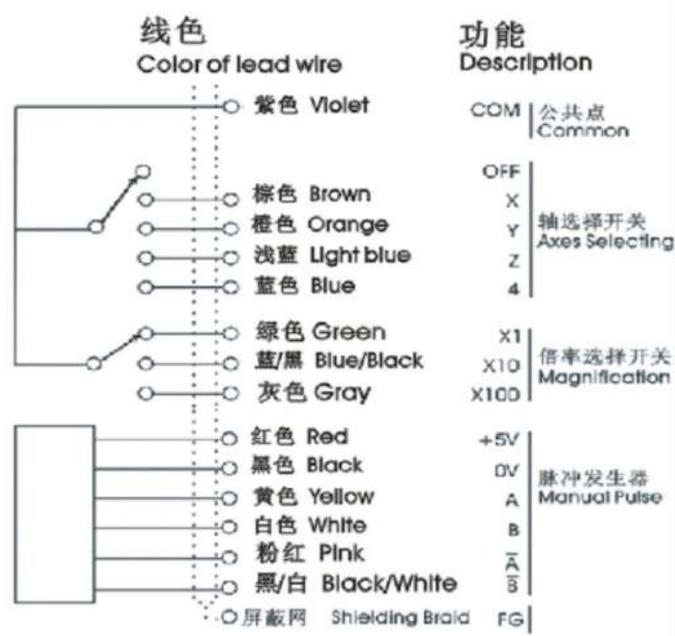 线色 功能
Color of lead wire Description
紫色 Violet COM 公共点
Common
OFF
棕色 Brown X
橙色 Orange Y 轴选择开关
Axes Selecting
浅蓝 Light blue Z
蓝色 Blue 4
绿色 Green X1
蓝/黑 Blue/Black X10 倍率选择开关
Magnification
灰色 Gray X100
红色 Red +5V
黑色 Black 0V 脉冲发生器
黄色 Yellow A Manual Pulse
白色 White B
粉红 Pink A̅
黑/白 Black/White B̅
屏蔽网 Shielding Braid FG